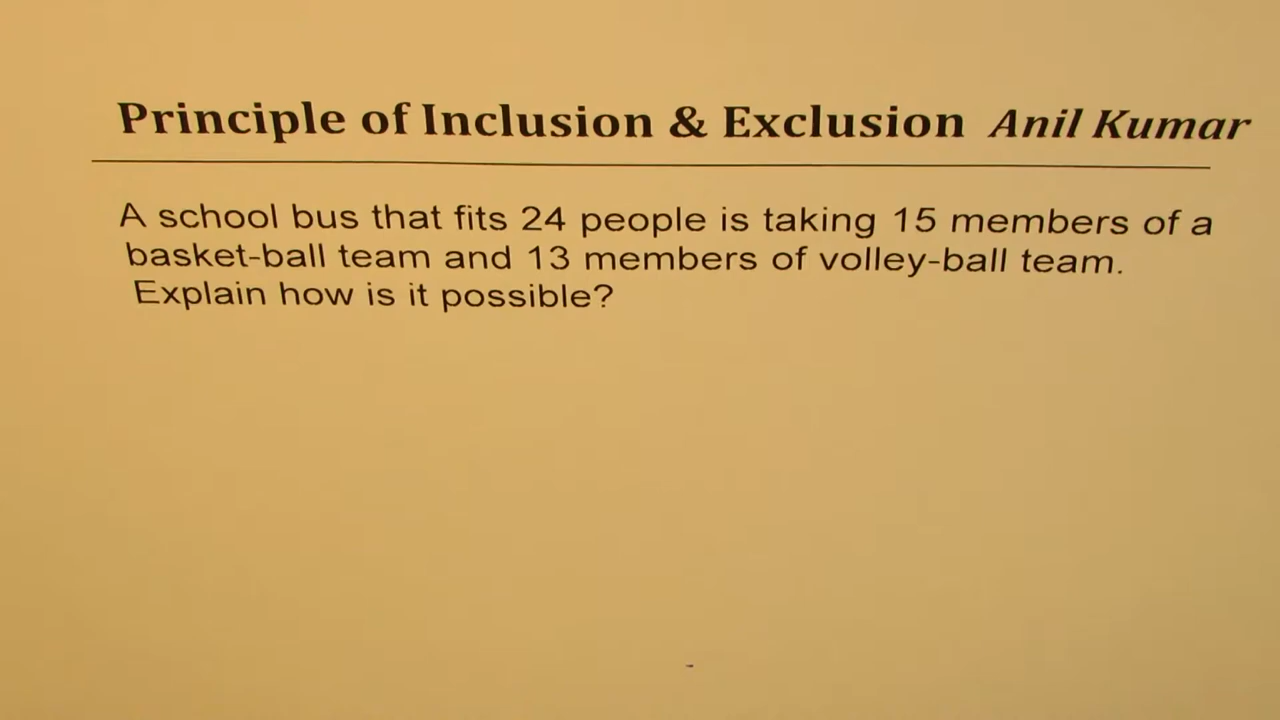 Principle of Inclusion & Exclusion Anil Kumar
A school bus that fits 24 people is taking 15 members of a
basket-ball team and 13 members of volley-ball team.
Explain how is it possible?